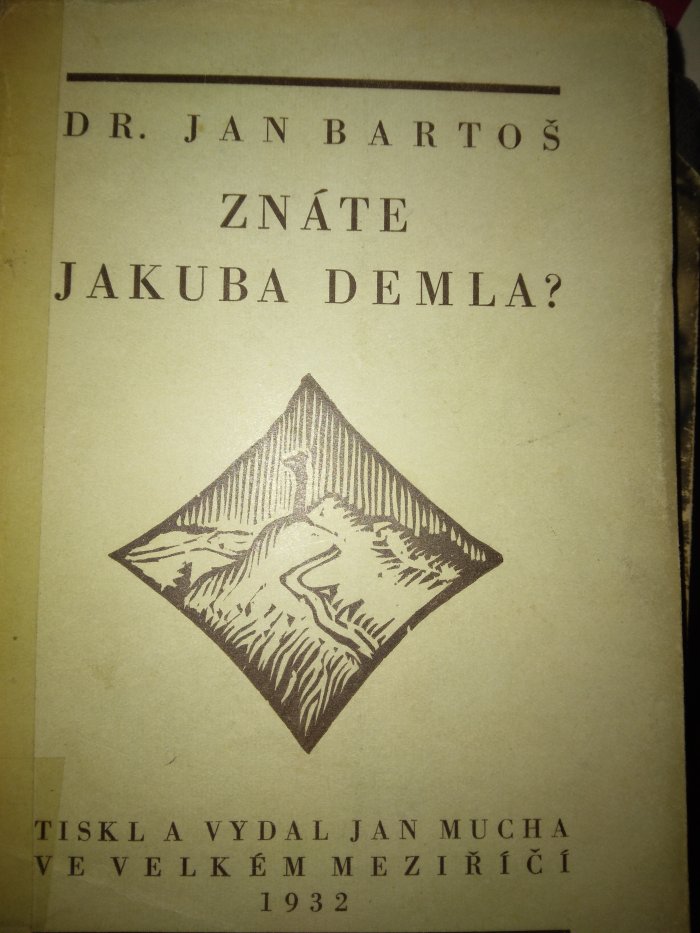 DR. JAN BARTOŠ
ZNÁTE
JAKUBA DEMLA?
TISKL A VYDAL JAN MUCHA
VE VELKÉM MEZIŘÍČÍ
1932